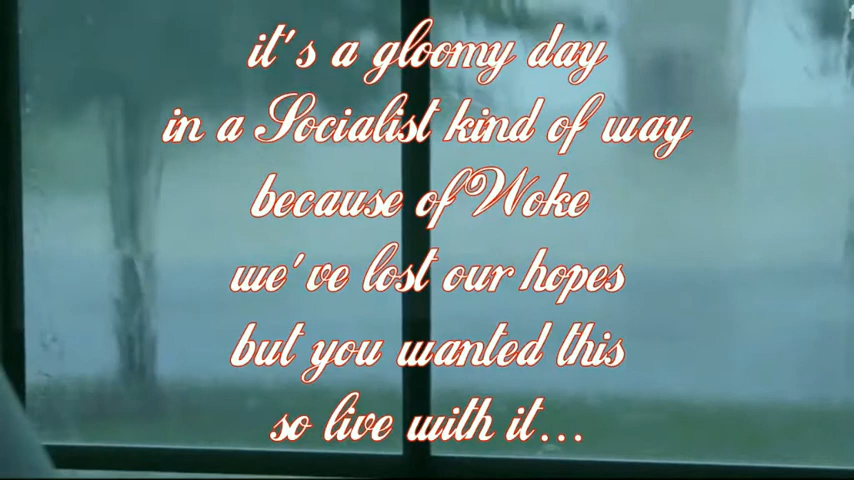 it's a gloomy day
in a Socialist kind of way
because of Woke
we've lost our hopes
but you wanted this
so live with it...